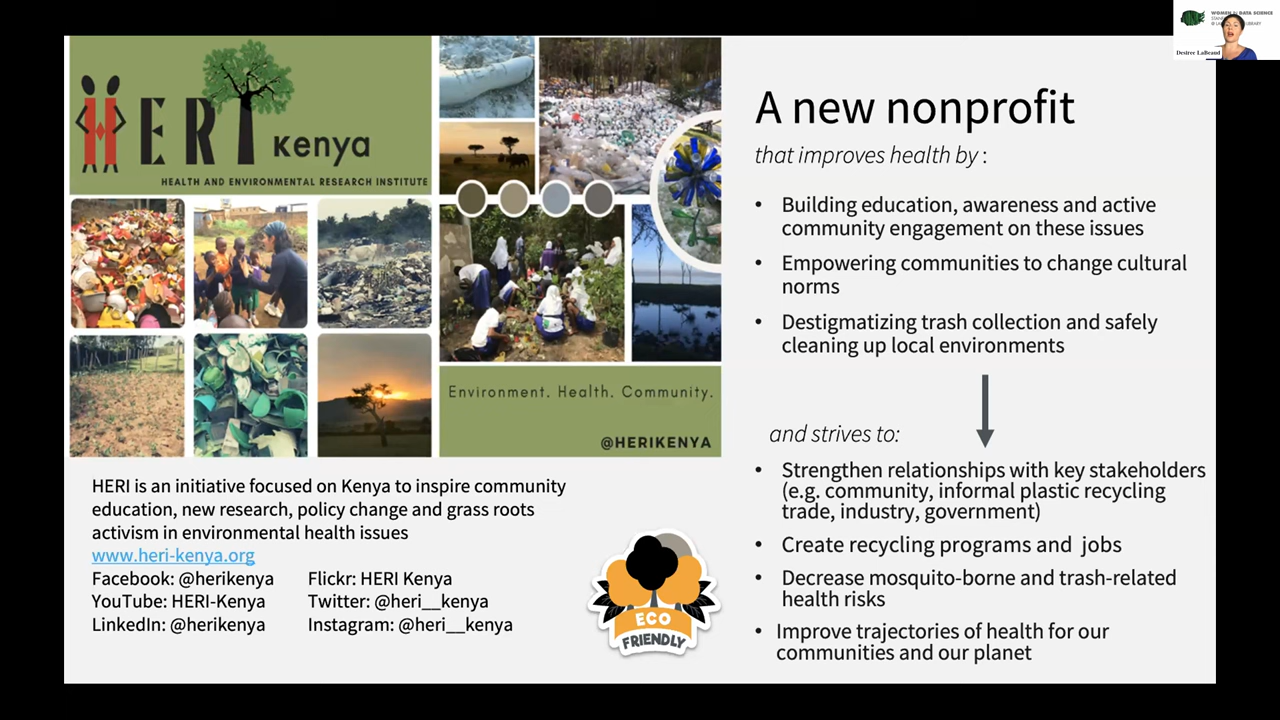 WOMEN IN DATA SCIENCE
Desiree LaBeaud
HERI Kenya
HEALTH AND ENVIRONMENTAL RESEARCH INSTITUTE
Environment. Health. Community.
@HERIKENYA
HERI is an initiative focused on Kenya to inspire community
education, new research, policy change and grass roots
activism in environmental health issues
www.heri-kenya.org
Facebook: @herikenya Flickr: HERI Kenya
YouTube: HERI-Kenya Twitter: @heri__kenya
LinkedIn: @herikenya Instagram: @heri__kenya
ECO
FRIENDLY
A new nonprofit
that improves health by :
• Building education, awareness and active
community engagement on these issues
• Empowering communities to change cultural
norms
• Destigmatizing trash collection and safely
cleaning up local environments
and strives to:
• Strengthen relationships with key stakeholders
(e.g. community, informal plastic recycling
trade, industry, government)
• Create recycling programs and jobs
• Decrease mosquito-borne and trash-related
health risks
• Improve trajectories of health for our
communities and our planet